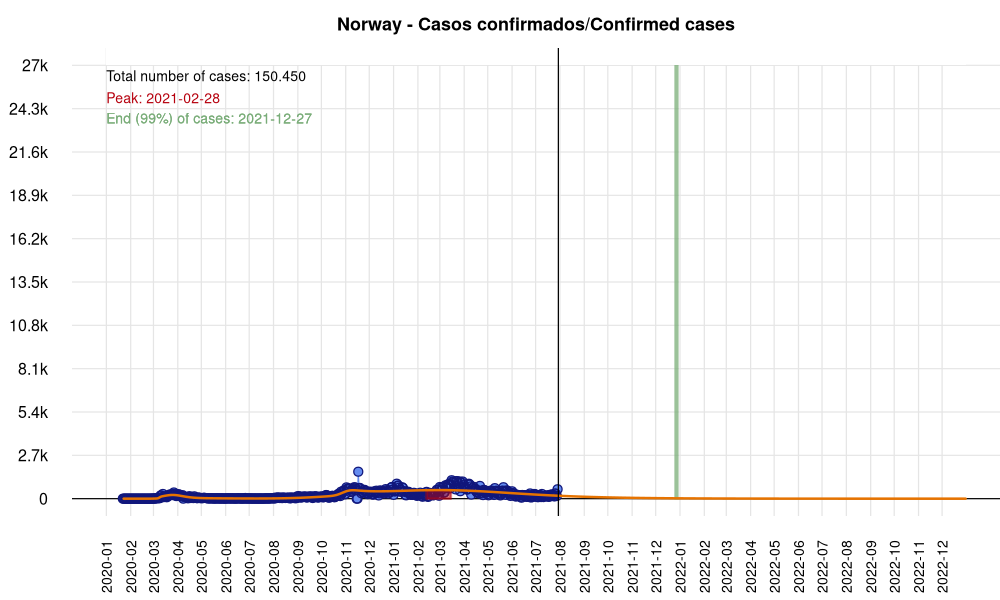 Norway - Casos confirmados/Confirmed cases
Total number of cases: 150.450
Peak: 2021-02-28
End (99%) of cases: 2021-12-27
27k
24.3k
21.6k
18.9k
16.2k
13.5k
10.8k
8.1k
5.4k
2.7k
0
2020-01
2020-02
2020-03
2020-04
2020-05
2020-06
2020-07
2020-08
2020-09
2020-10
2020-11
2020-12
2021-01
2021-02
2021-03
2021-04
2021-05
2021-06
2021-07
2021-08
2021-09
2021-10
2021-11
2021-12
2022-01
2022-02
2022-03
2022-04
2022-05
2022-06
2022-07
2022-08
2022-09
2022-10
2022-11
2022-12